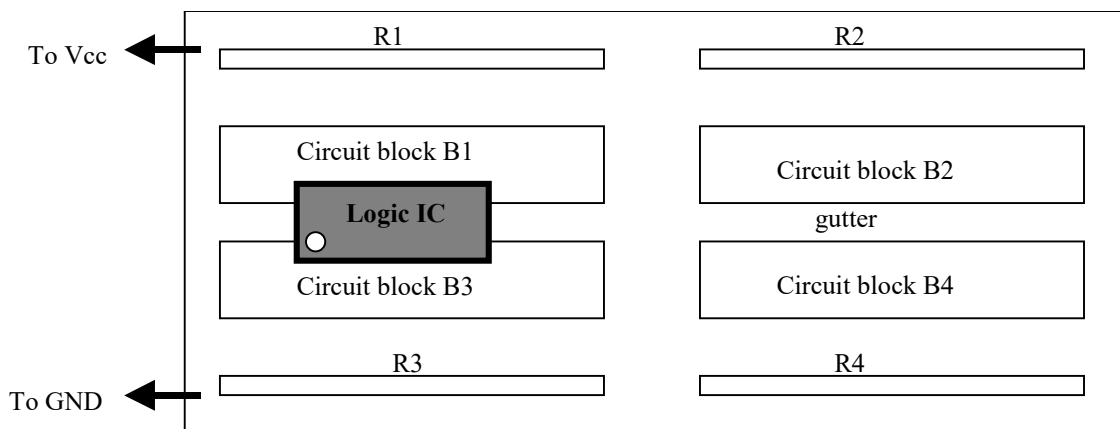 R1
R2
To Vcc
Circuit block B1
Circuit block B2
Logic IC
gutter
Circuit block B3
Circuit block B4
R3
R4
To GND